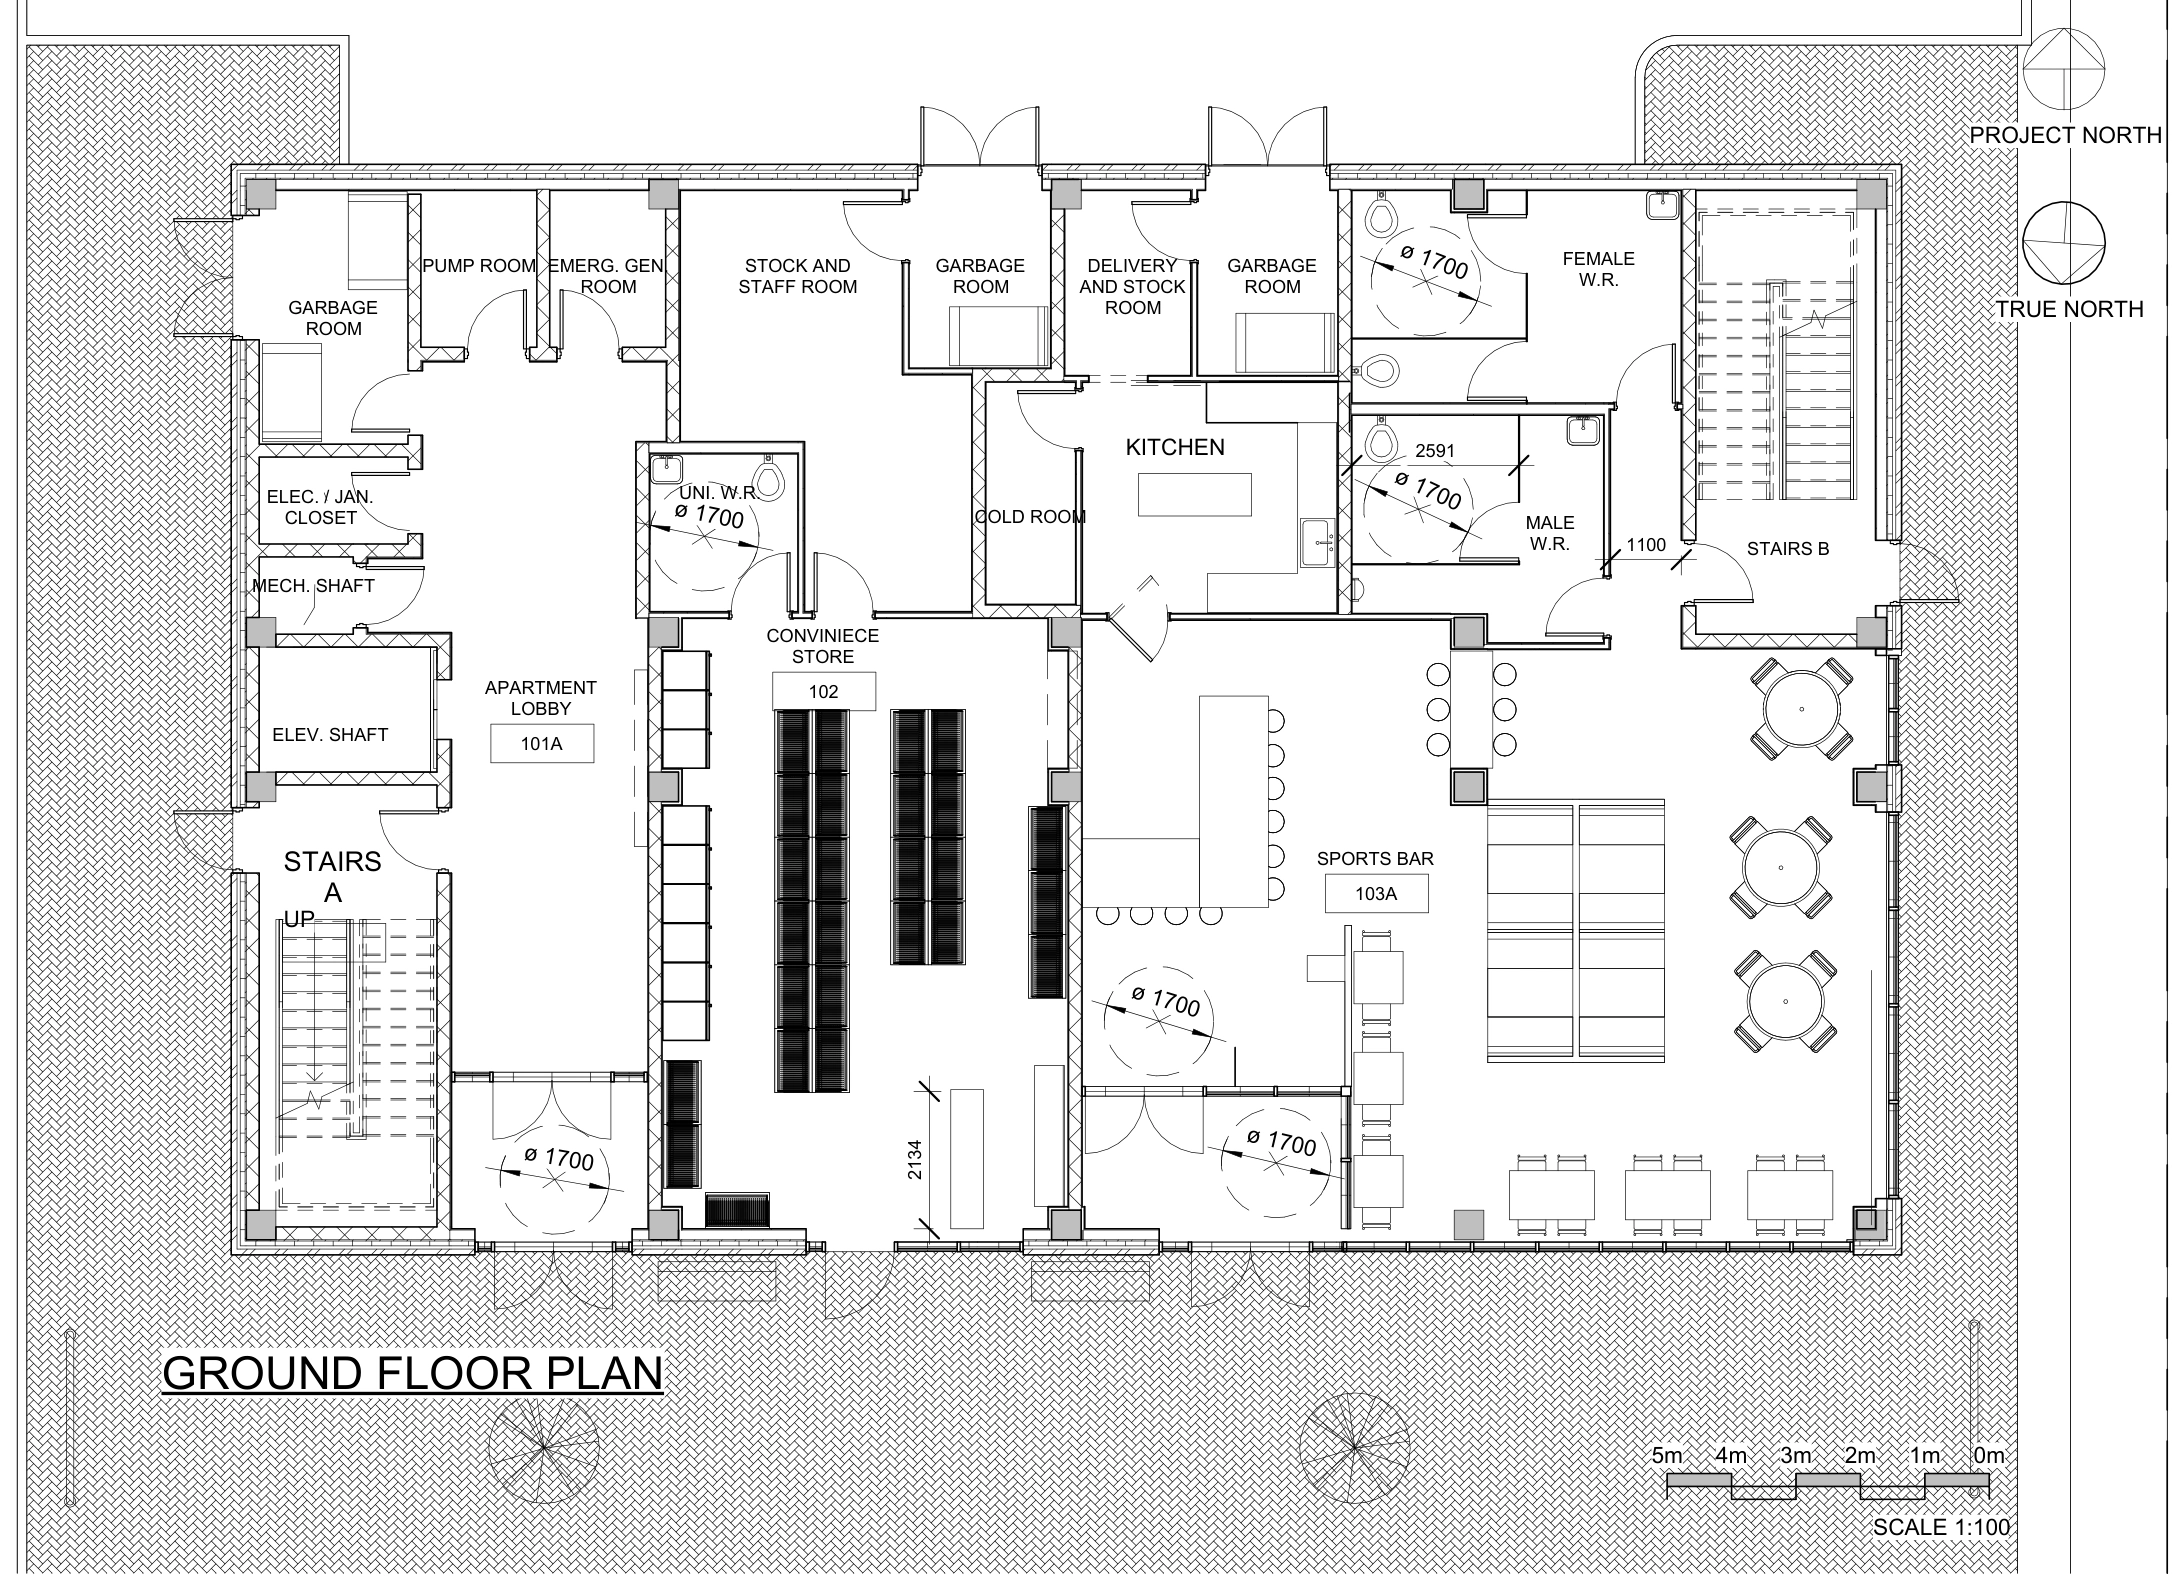 PROJECT NORTH
TRUE NORTH
GARBAGE
ROOM
PUMP ROOM
EMERG. GEN.
ROOM
STOCK AND
STAFF ROOM
GARBAGE
ROOM
DELIVERY
AND STOCK
ROOM
GARBAGE
ROOM
ø 1700
FEMALE
W.R.
ELEC. / JAN.
CLOSET
UNI. W.R.
ø 1700
COLD ROOM
KITCHEN
2591
ø 1700
MALE
W.R.
1100
STAIRS B
MECH. SHAFT
ELEV. SHAFT
APARTMENT
LOBBY
101A
CONVINIECE
STORE
102
SPORTS BAR
103A
STAIRS
A
UP
ø 1700
ø 1700
2134
ø 1700
GROUND FLOOR PLAN
5m 4m 3m 2m 1m 0m
SCALE 1:100